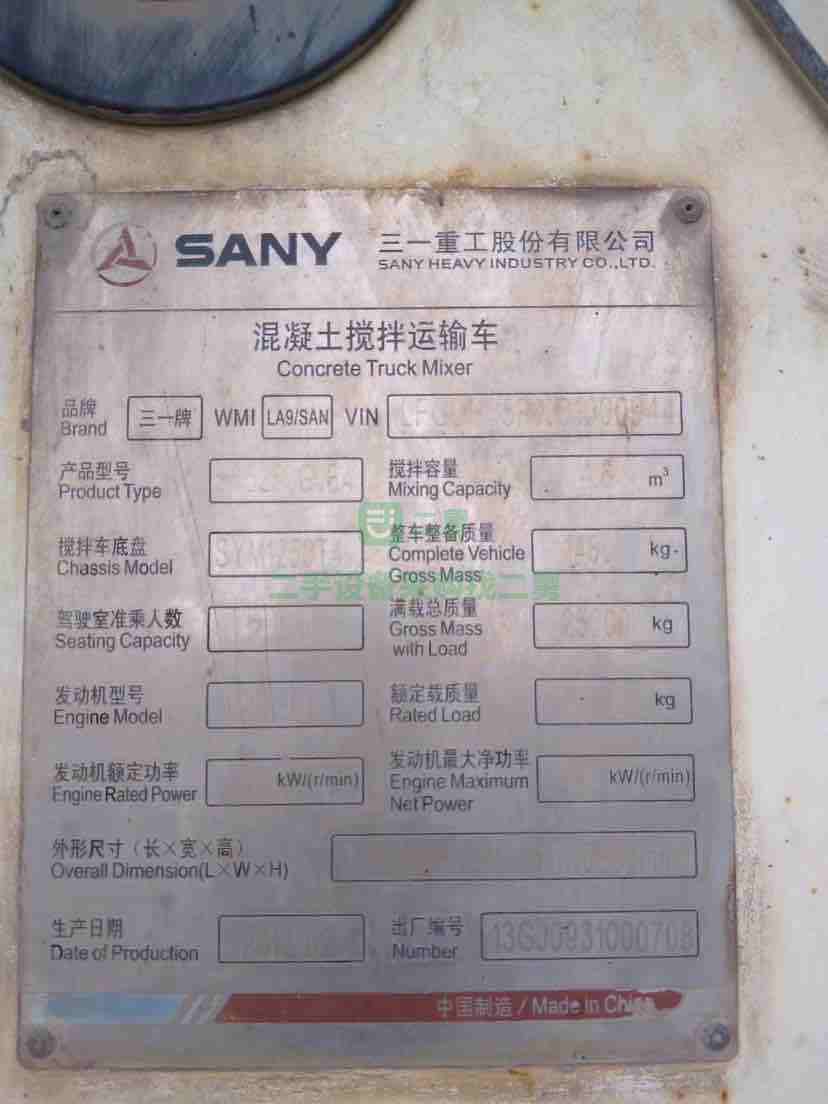 SANY 三一重工股份有限公司
SANY HEAVY INDUSTRY CO.,LTD.
混凝土搅拌运输车
Concrete Truck Mixer
品牌 三一牌 WMI LA9/SAN VIN
Brand
产品型号 搅拌容量 m³
Product Type Mixing Capacity
搅拌车底盘 SYM1250T4 整车整备质量 kg
Chassis Model Complete Vehicle
Gross Mass
二手设备 找二
驾驶室准乘人数 满载总质量 kg
Seating Capacity Gross Mass
with Load
发动机型号 额定载质量 kg
Engine Model Rated Load
发动机额定功率 kW/(r/min) 发动机最大净功率 kW/(r/min)
Engine Rated Power Engine Maximum
Net Power
外形尺寸（长×宽×高）
Overall Dimension(L×W×H)
生产日期 出厂编号 13GJ0931000708
Date of Production Number
中国制造/Made in China